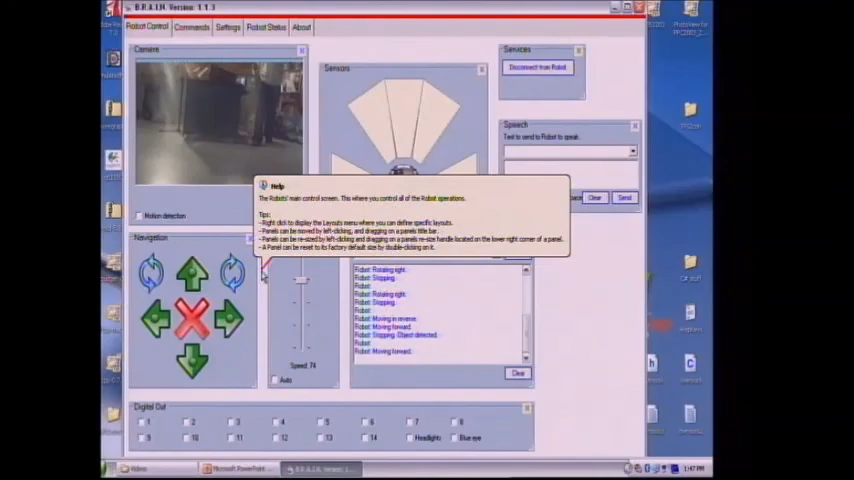 B.R.A.I.N. Version: 1.1.3
Robot Control
Commands
Settings
Robot Status
About
Camera
Motion detection
Sensors
Services
Disconnect from Robot
Speech
Text to send to Robot to speak.
Clear
Send
Help
The Robots' main control screen. This where you control all of the Robot operations.
Tips:
- Right click to display the Layouts menu where you can define specific layouts.
- Panels can be moved by left-clicking, and dragging on a panels title bar.
- Panels can be re-sized by left-clicking and dragging on a panels re-size handle located on the lower right corner of a panel.
- A Panel can be reset to its factory default size by double-clicking on it.
Navigation
Speed: 74
Auto
Robot: Rotating right.
Robot: Stopping.
Robot:
Robot: Rotating right.
Robot: Stopping.
Robot:
Robot: Moving in reverse.
Robot: Moving forward.
Robot: Stopping. Object detected.
Robot:
Robot: Moving forward.
Clear
Digital Out
1 2 3 4 5 6 7 8
9 10 11 12 13 14 Headlights Blue eye
Microsoft PowerPoint ...
B.R.A.I.N. Version: 1...
1:47 PM